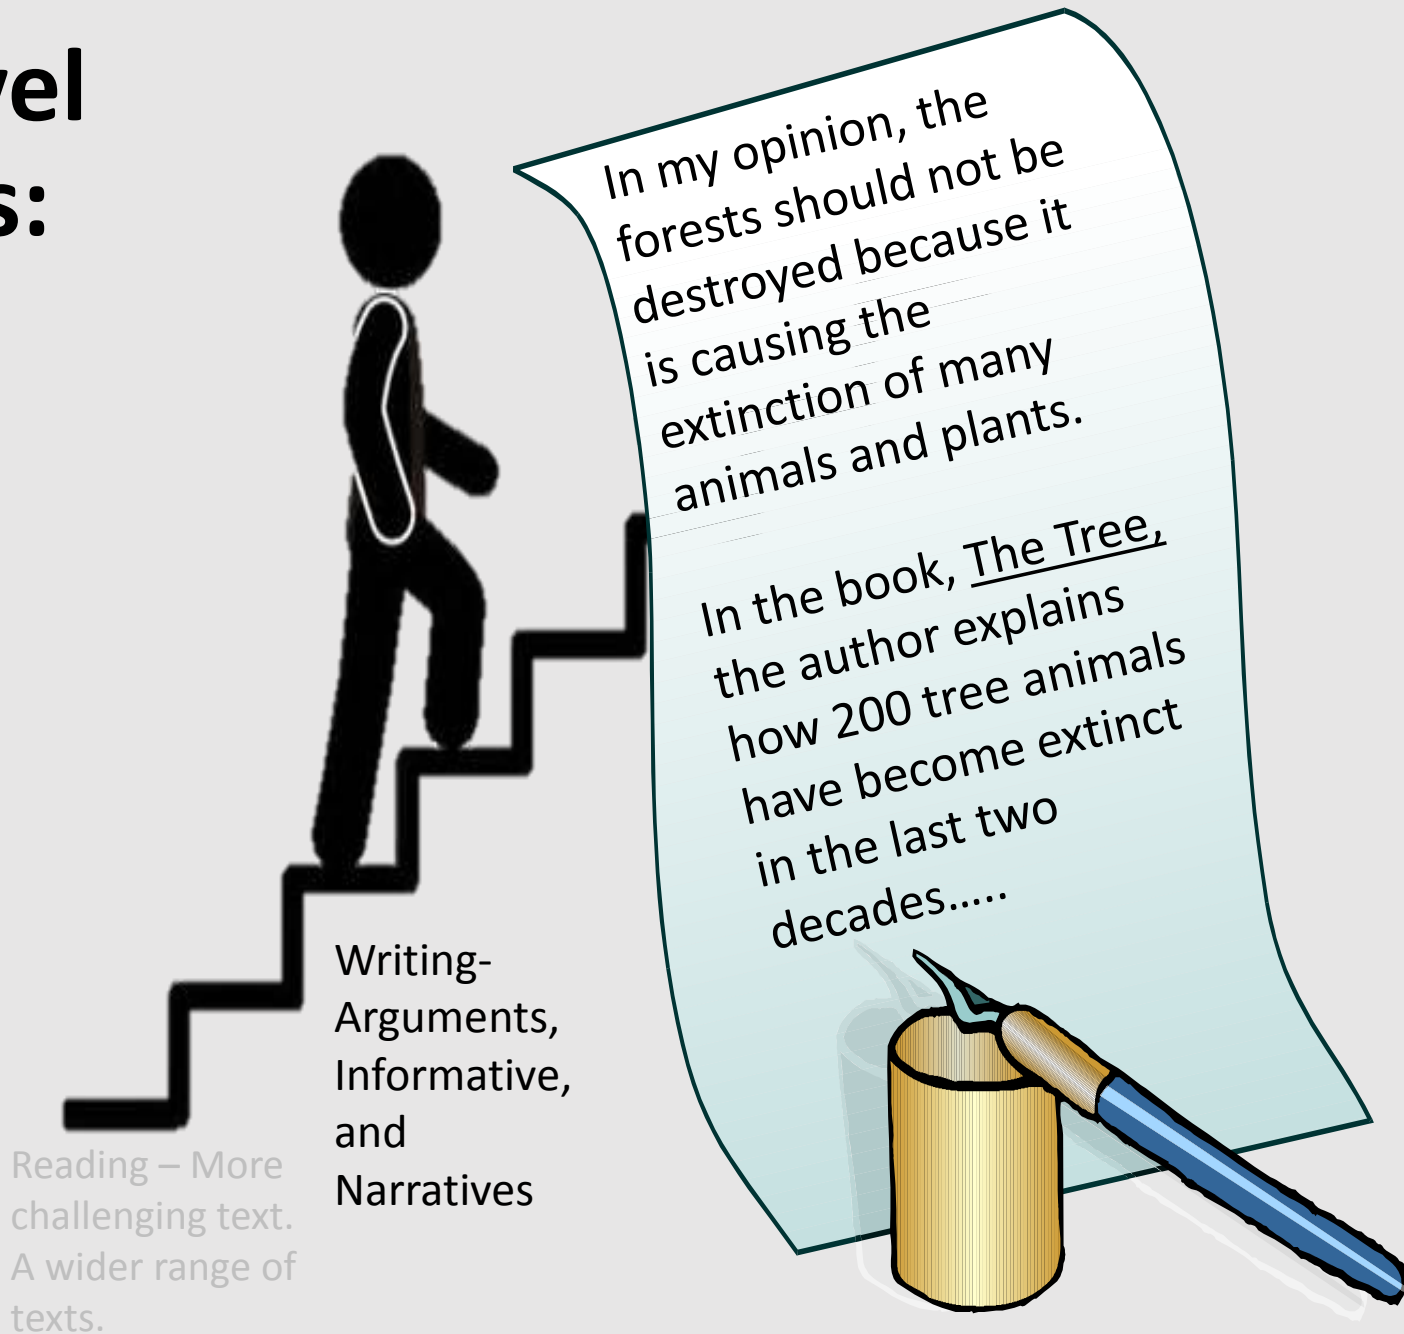 vel
s:
In my opinion, the
forests should not be
destroyed because it
is causing the
extinction of many
animals and plants.
In the book, The Tree,
the author explains
how 200 tree animals
have become extinct
in the last two
decades…..
Writing-
Arguments,
Informative,
and
Narratives
Reading – More
challenging text.
A wider range of
texts.